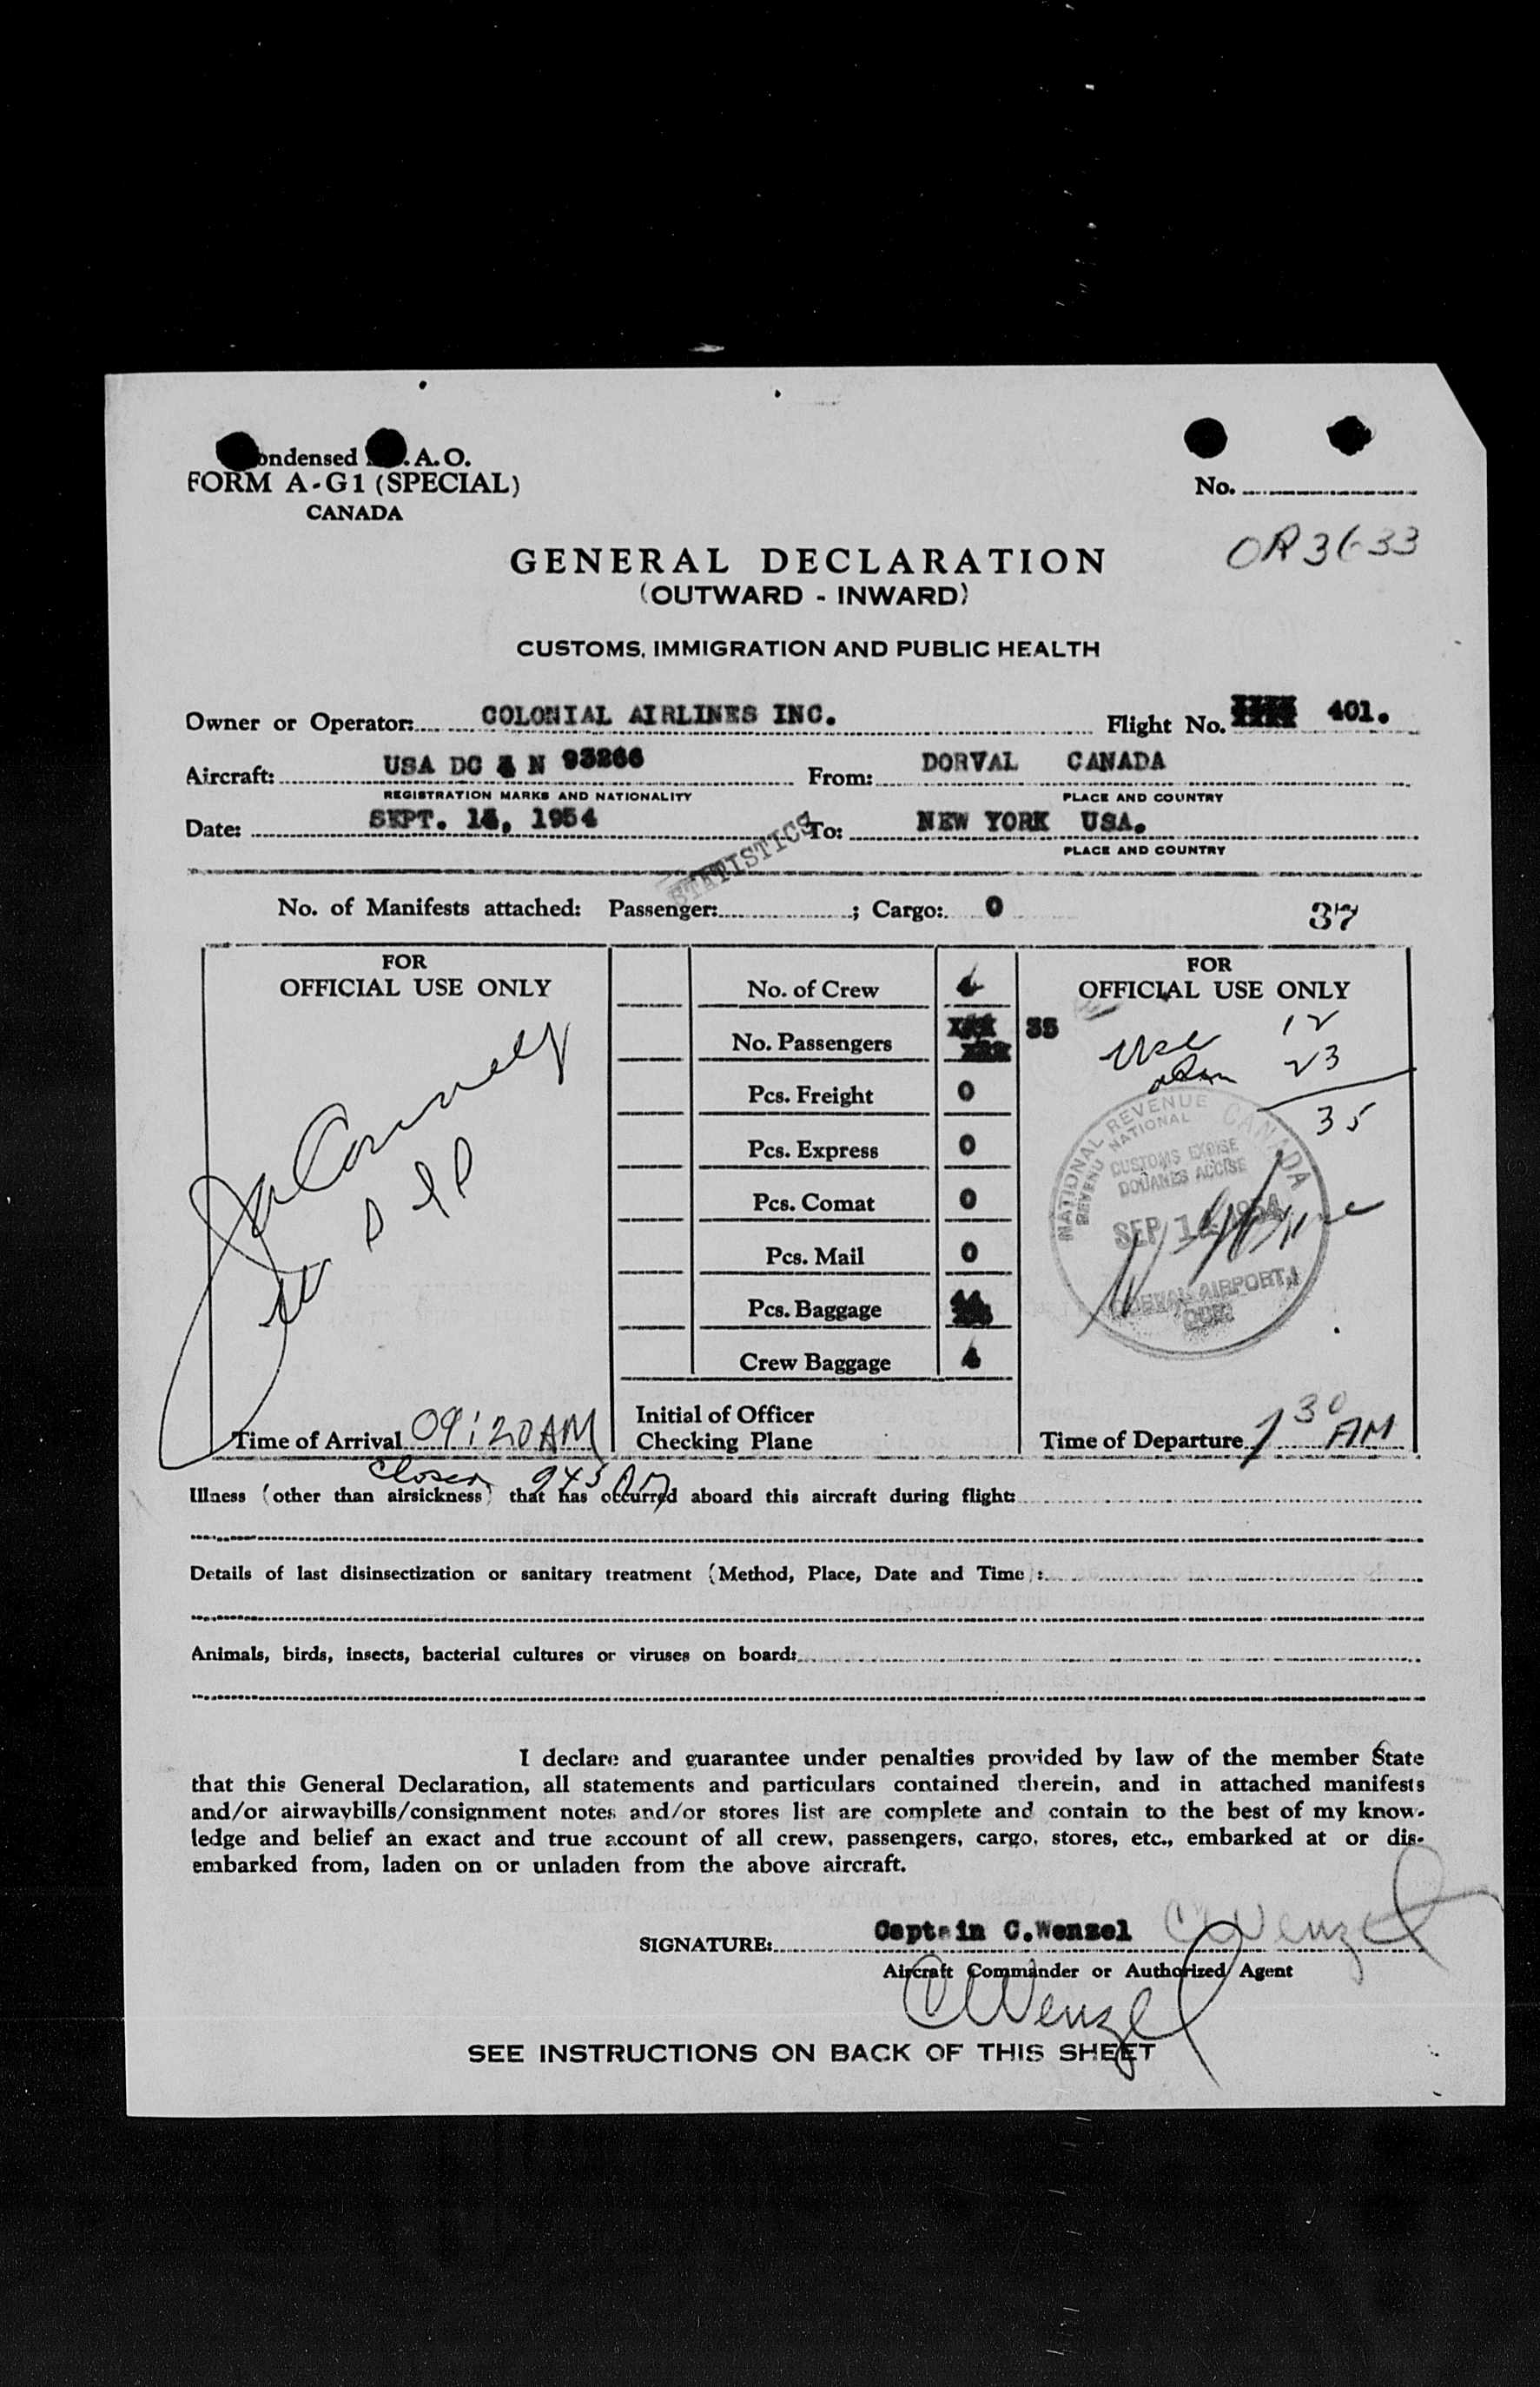 ondensed . A. O.
FORM A-G1 (SPECIAL)
CANADA
No.
OR3633
GENERAL DECLARATION
(OUTWARD - INWARD)
CUSTOMS, IMMIGRATION AND PUBLIC HEALTH
Owner or Operator: COLONIAL AIRLINES INC. Flight No. 401.
Aircraft: USA DC N 93266 From: DORVAL CANADA
REGISTRATION MARKS AND NATIONALITY PLACE AND COUNTRY
Date: SEPT. 1954 To: NEW YORK USA.
PLACE AND COUNTRY
STATISTICS
No. of Manifests attached: Passenger: ; Cargo: 0
37
FOR
OFFICIAL USE ONLY
No. of Crew
No. Passengers 35
Pcs. Freight 0
Pcs. Express 0
Pcs. Comat 0
Pcs. Mail 0
Pcs. Baggage
Crew Baggage
FOR
OFFICIAL USE ONLY
12
23
35
NATIONAL REVENUE CANADA
REVENU NATIONAL
CUSTOMS EXCISE
DOUANES ACCISE
SEP 1954
DORVAL AIRPORT
QUE
Time of Arrival 09:20AM
Initial of Officer
Checking Plane
Time of Departure 7 30 AM
Closed 945 AM
Illness (other than airsickness) that has occurred aboard this aircraft during flight:
Details of last disinsectization or sanitary treatment (Method, Place, Date and Time):
Animals, birds, insects, bacterial cultures or viruses on board:
I declare and guarantee under penalties provided by law of the member State
that this General Declaration, all statements and particulars contained therein, and in attached manifests
and/or airwaybills/consignment notes and/or stores list are complete and contain to the best of my know-
ledge and belief an exact and true account of all crew, passengers, cargo, stores, etc., embarked at or dis-
embarked from, laden on or unladen from the above aircraft.
SIGNATURE: Captain C.Wenzel CWenzel
Aircraft Commander or Authorized Agent
CWenzel
SEE INSTRUCTIONS ON BACK OF THIS SHEET